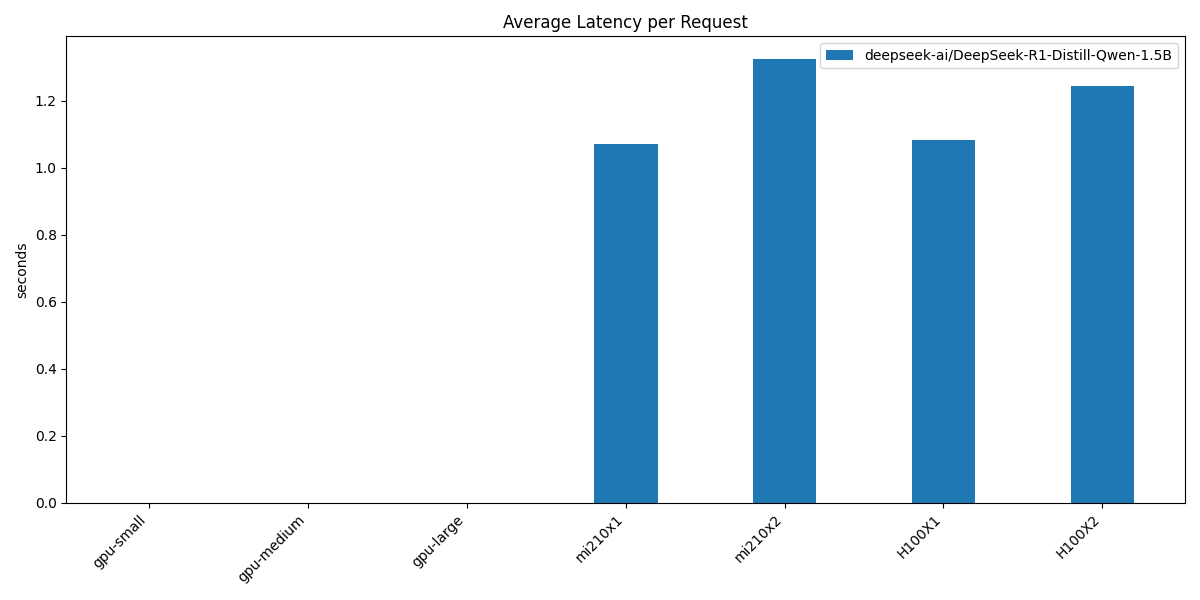 Average Latency per Request
deepseek-ai/DeepSeek-R1-Distill-Qwen-1.5B
seconds
1.2
1.0
0.8
0.6
0.4
0.2
0.0
gpu-small
gpu-medium
gpu-large
mi210x1
mi210x2
H100X1
H100X2